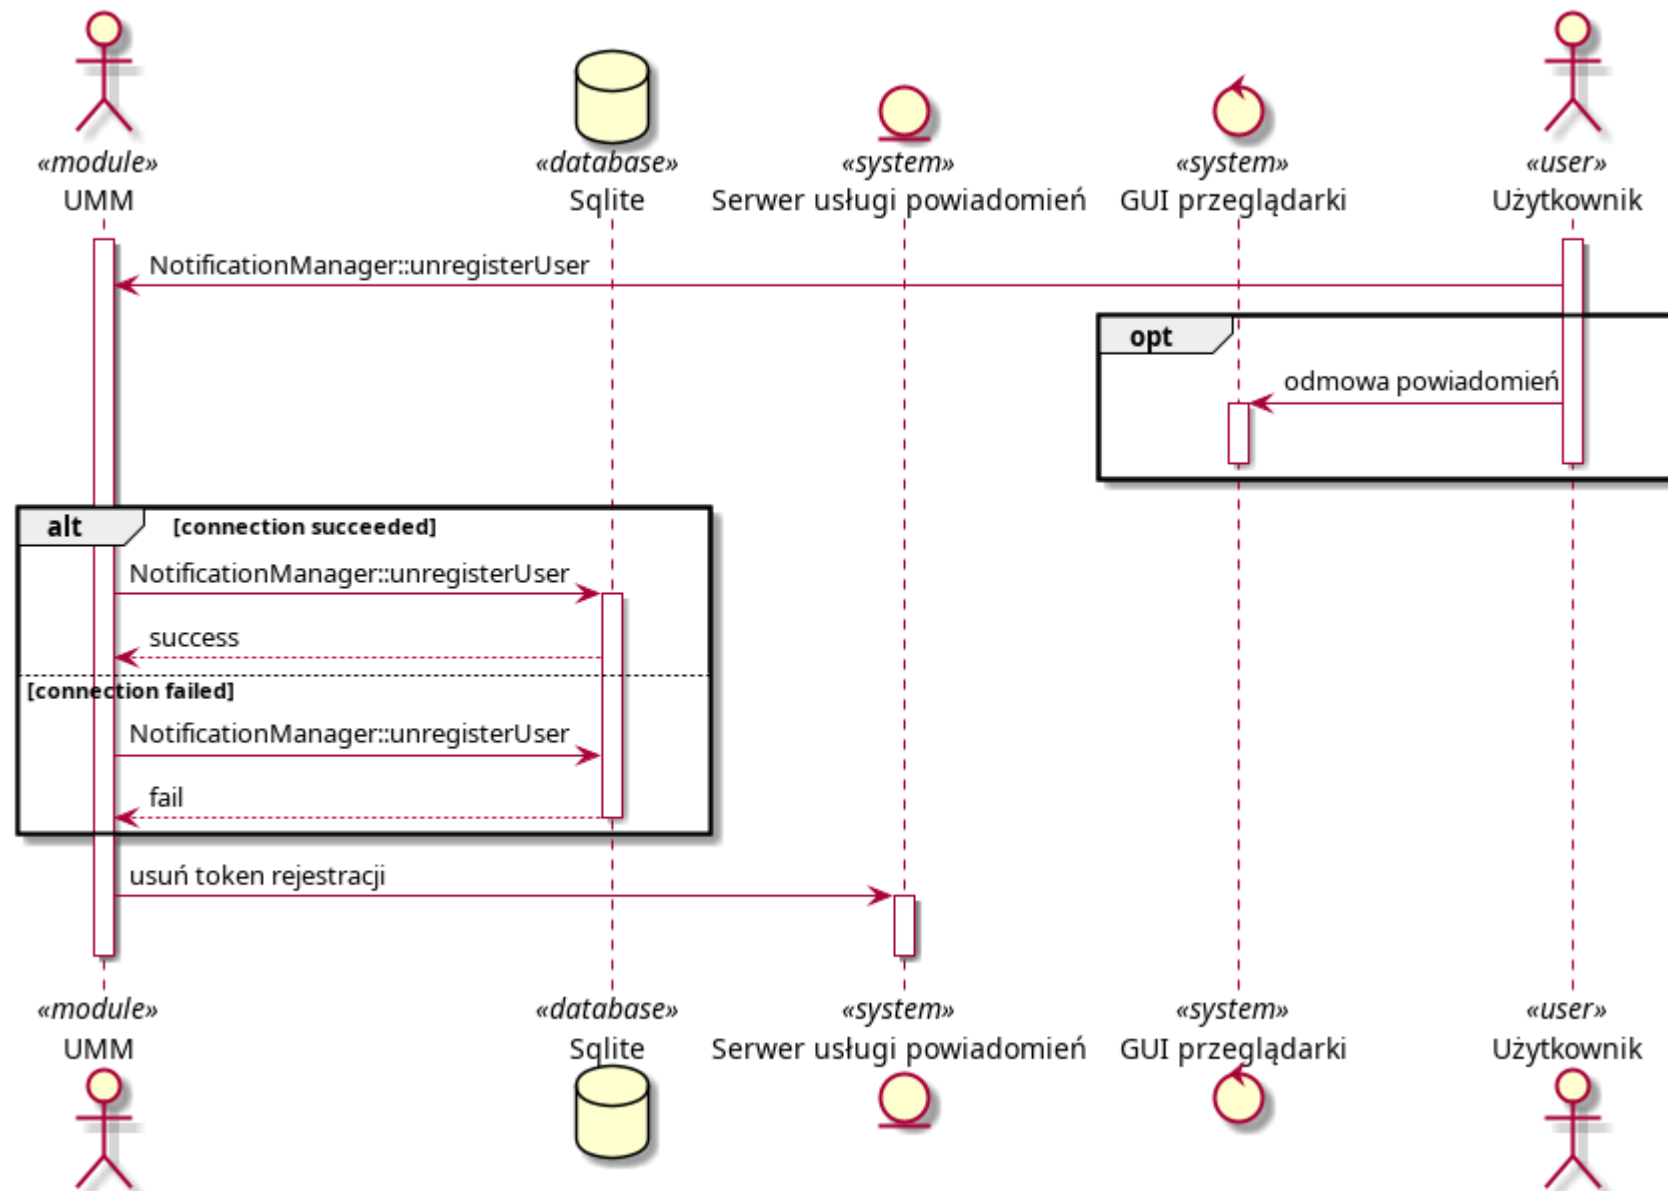 «module»
UMM
«database»
Sqlite
«system»
Serwer usługi powiadomień
«system»
GUI przeglądarki
«user»
Użytkownik
NotificationManager::unregisterUser
opt
odmowa powiadomień
alt
[connection succeeded]
NotificationManager::unregisterUser
success
[connection failed]
NotificationManager::unregisterUser
fail
usuń token rejestracji
«module»
UMM
«database»
Sqlite
«system»
Serwer usługi powiadomień
«system»
GUI przeglądarki
«user»
Użytkownik